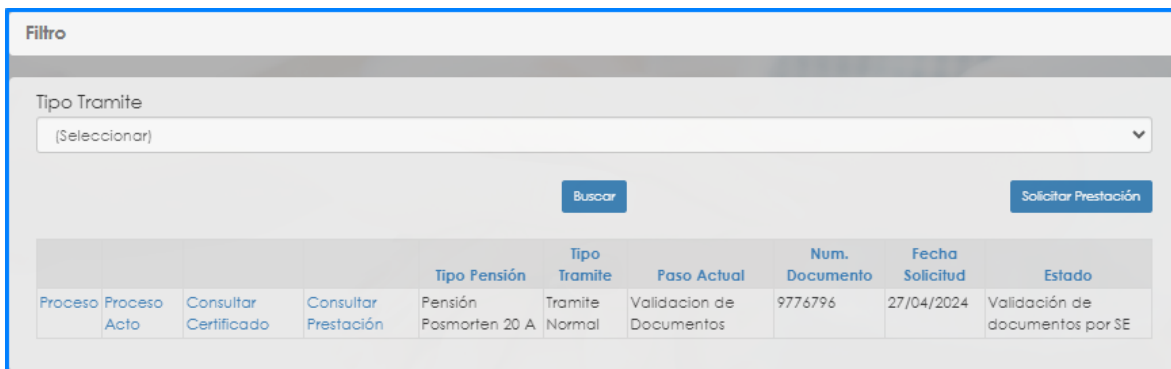 Filtro
Tipo Tramite
(Seleccionar)
Buscar
Solicitar Prestación
Tipo Pensión
Tipo
Tramite
Paso Actual
Num.
Documento
Fecha
Solicitud
Estado
Proceso
Proceso
Acto
Consultar
Certificado
Consultar
Prestación
Pensión
Posmorten 20 A
Tramite
Normal
Validacion de
Documentos
9776796
27/04/2024
Validación de
documentos por SE